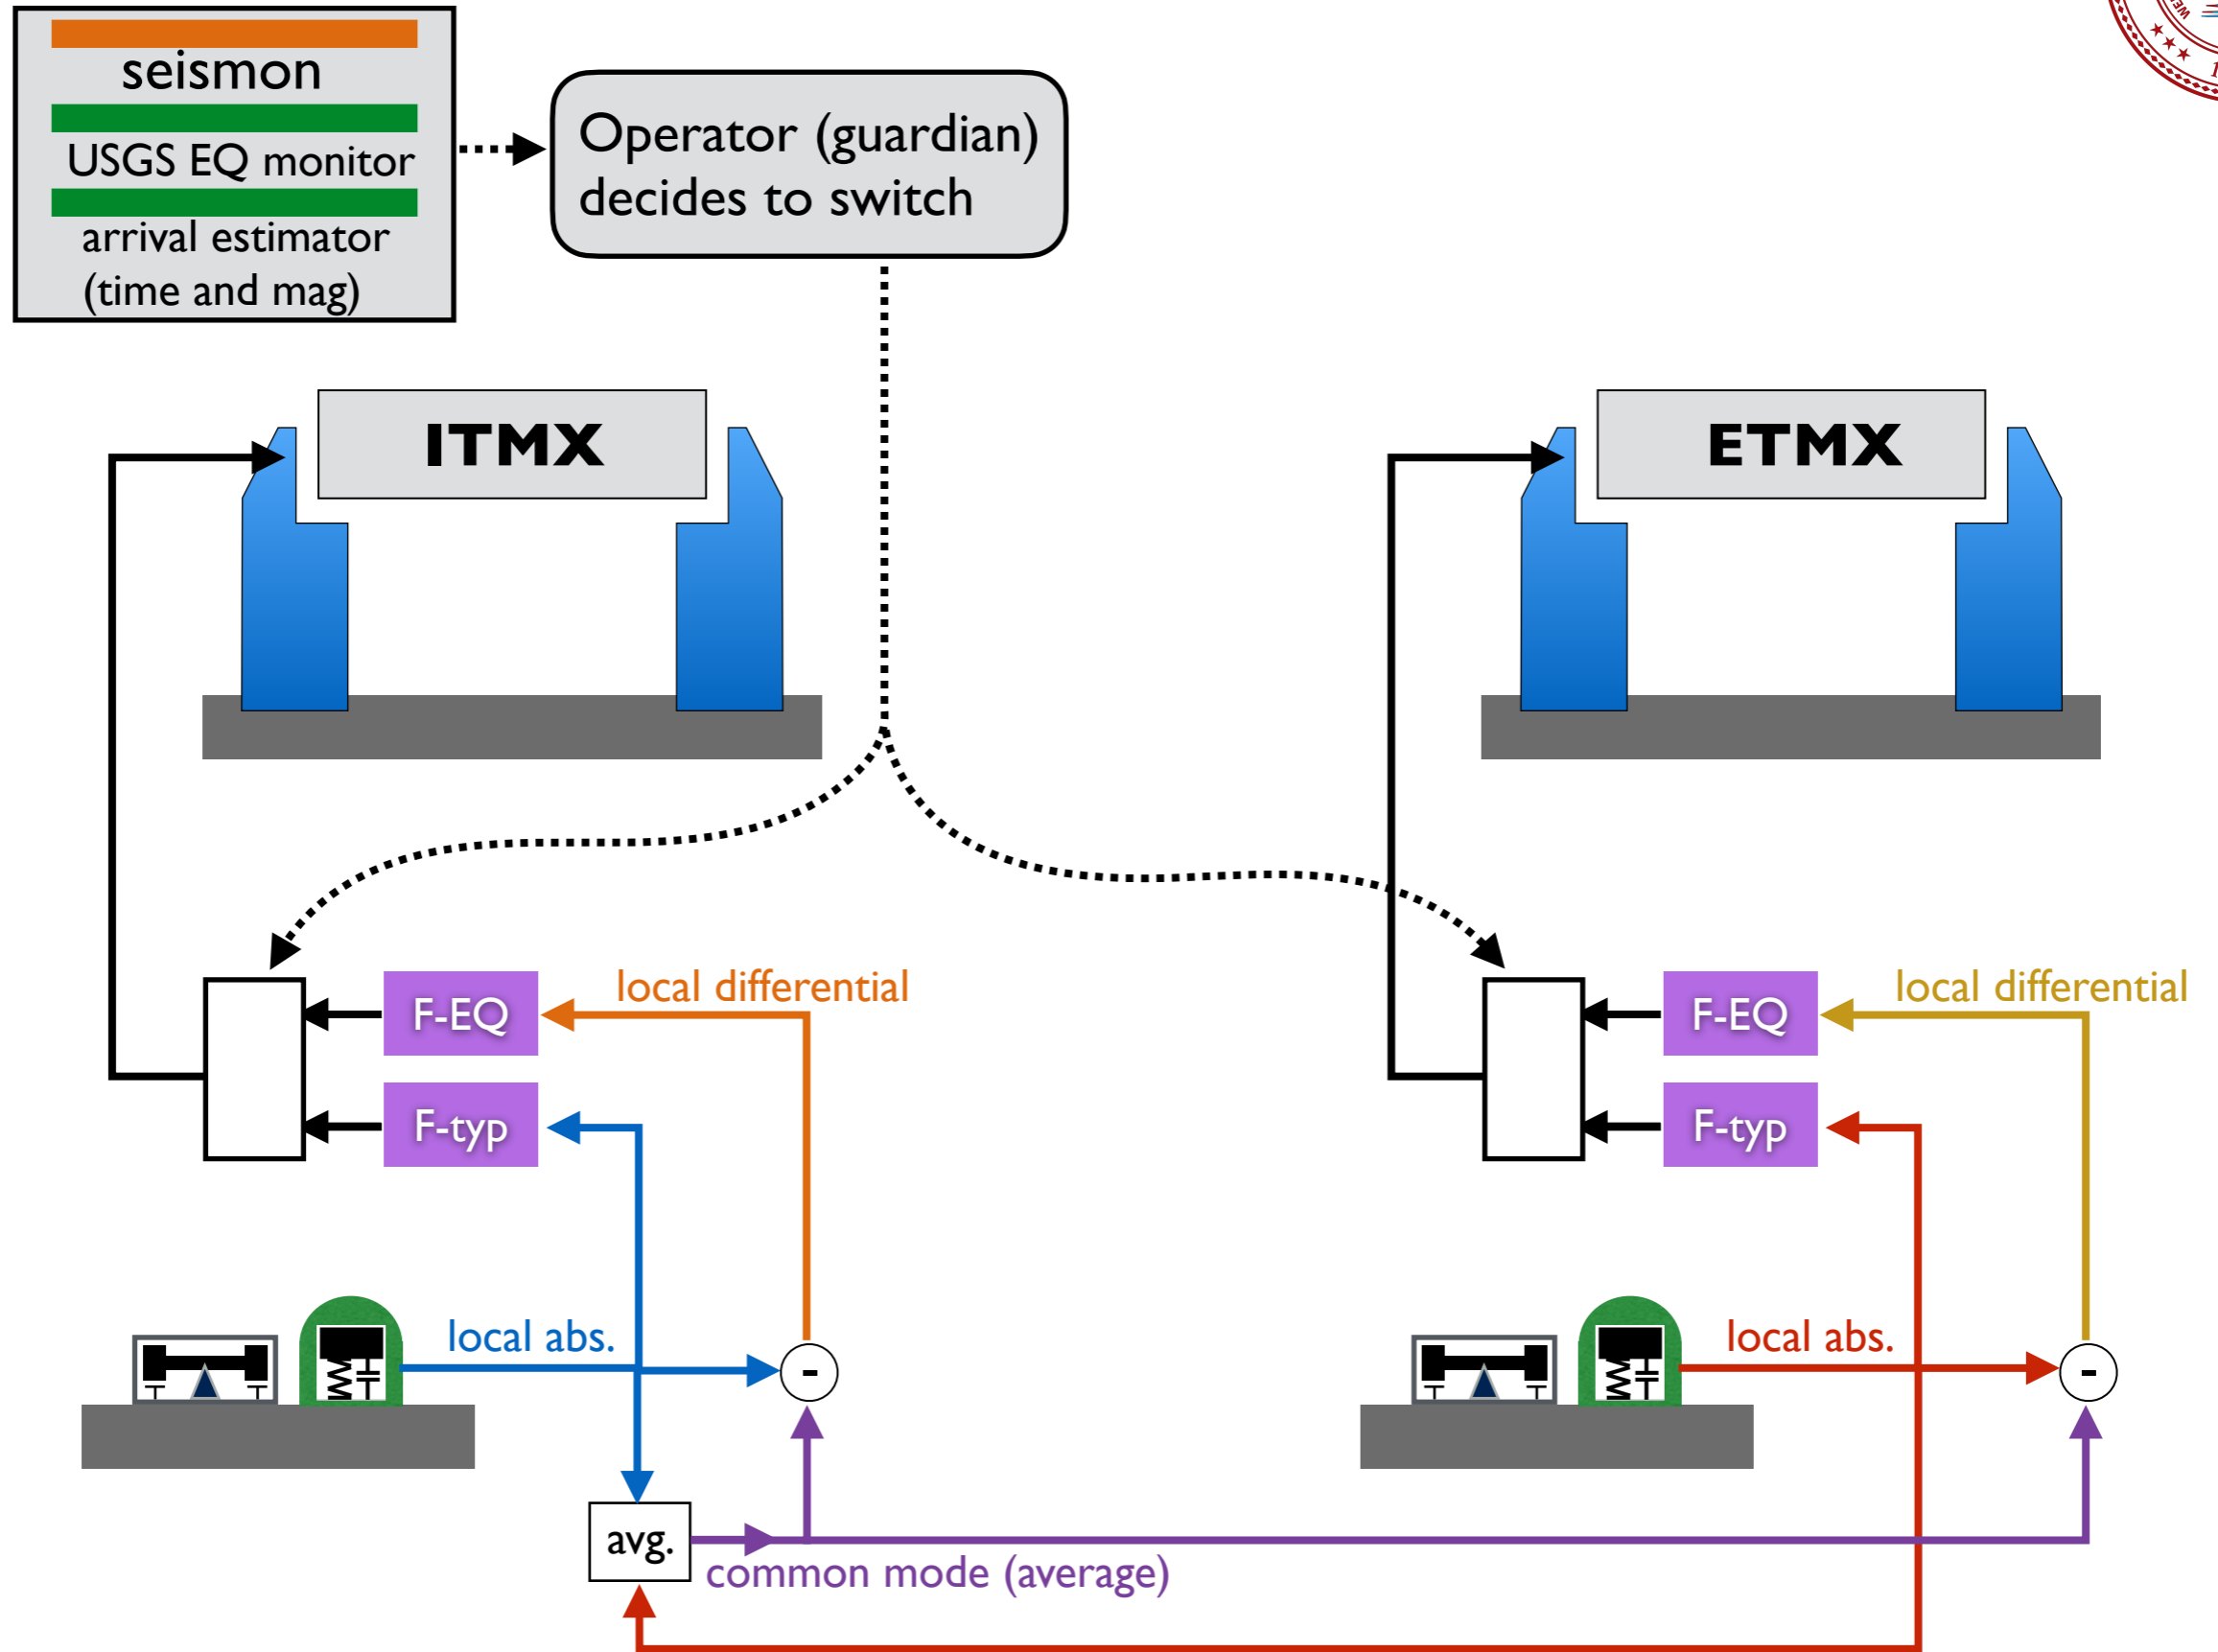 seismon
USGS EQ monitor
arrival estimator
(time and mag)
Operator (guardian)
decides to switch
ITMX
ETMX
local differential
F-EQ
F-typ
local differential
F-EQ
F-typ
local abs.
-
local abs.
-
avg.
common mode (average)